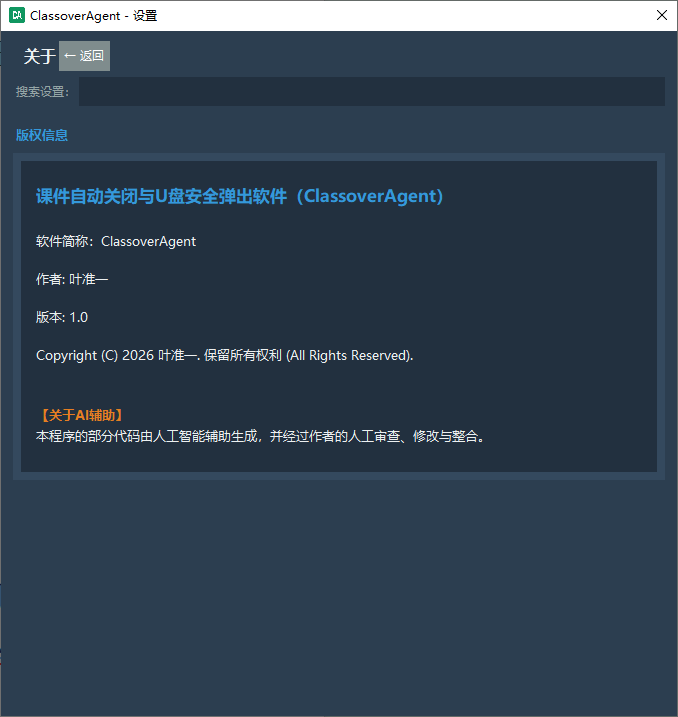 CA ClassoverAgent - 设置
关于 ← 返回
搜索设置：
版权信息
课件自动关闭与U盘安全弹出软件（ClassoverAgent）
软件简称：ClassoverAgent
作者: 叶准一
版本: 1.0
Copyright (C) 2026 叶准一. 保留所有权利 (All Rights Reserved).
【关于AI辅助】
本程序的部分代码由人工智能辅助生成，并经过作者的人工审查、修改与整合。